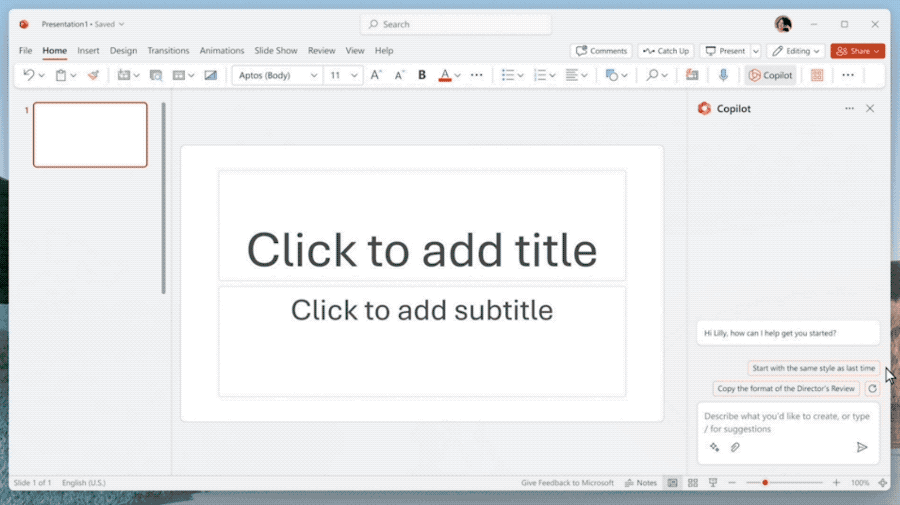 Presentation1 • Saved
Search
File Home Insert Design Transitions Animations Slide Show Review View Help
Comments Catch Up Present Editing Share
Aptos (Body) 11 A A B A Copilot
1
Copilot
Click to add title
Click to add subtitle
Hi Lilly, how can I help get you started?
Start with the same style as last time
Copy the format of the Director's Review
Describe what you'd like to create, or type
/ for suggestions
Slide 1 of 1 English (U.S.) Give Feedback to Microsoft Notes 100%